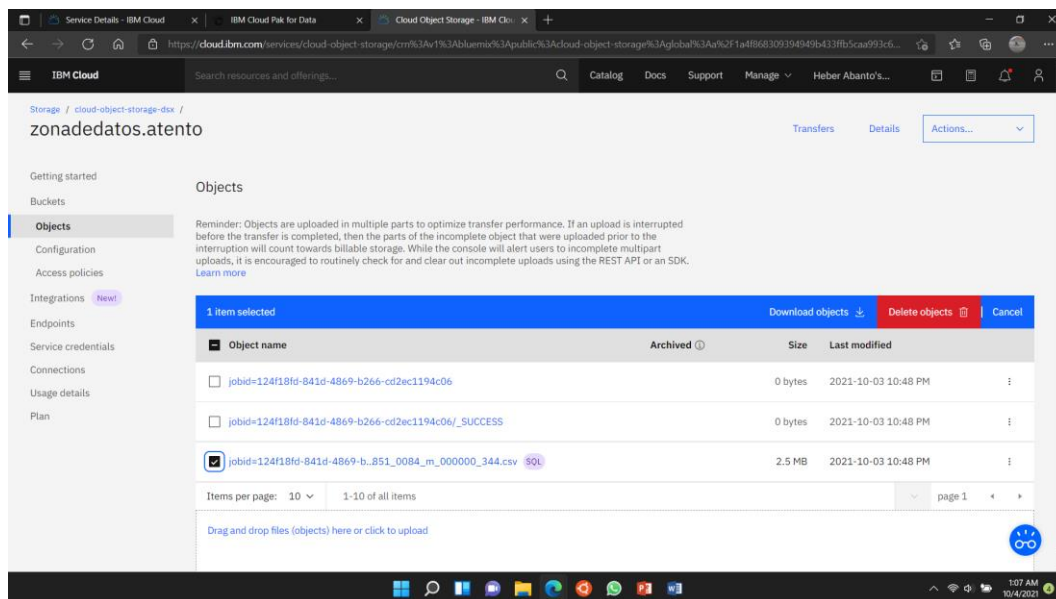 Service Details - IBM Cloud
IBM Cloud Pak for Data
Cloud Object Storage - IBM Clou
https://cloud.ibm.com/services/cloud-object-storage/crn%3Av1%3Abluemix%3Apublic%3Acloud-object-storage%3Aglobal%3Aa%2F1a4f868309394949b433ffb5caa993c6...
IBM Cloud
Search resources and offerings...
Catalog
Docs
Support
Manage
Heber Abanto's...
Storage / cloud-object-storage-dsx /
zonadedatos.atento
Transfers
Details
Actions...
Getting started
Buckets
Objects
Configuration
Access policies
Integrations New!
Endpoints
Service credentials
Connections
Usage details
Plan
Objects
Reminder: Objects are uploaded in multiple parts to optimize transfer performance. If an upload is interrupted
before the transfer is completed, then the parts of the incomplete object that were uploaded prior to the
interruption will count towards billable storage. While the console will alert users to incomplete multipart
uploads, it is encouraged to routinely check for and clear out incomplete uploads using the REST API or an SDK.
Learn more
1 item selected
Download objects
Delete objects
Cancel
Object name Archived Size Last modified
jobid=124f18fd-841d-4869-b266-cd2ec1194c06 0 bytes 2021-10-03 10:48 PM
jobid=124f18fd-841d-4869-b266-cd2ec1194c06/_SUCCESS 0 bytes 2021-10-03 10:48 PM
jobid=124f18fd-841d-4869-b..851_0084_m_000000_344.csv SQL 2.5 MB 2021-10-03 10:48 PM
Items per page: 10 1-10 of all items page 1
Drag and drop files (objects) here or click to upload
1:07 AM
10/4/2021